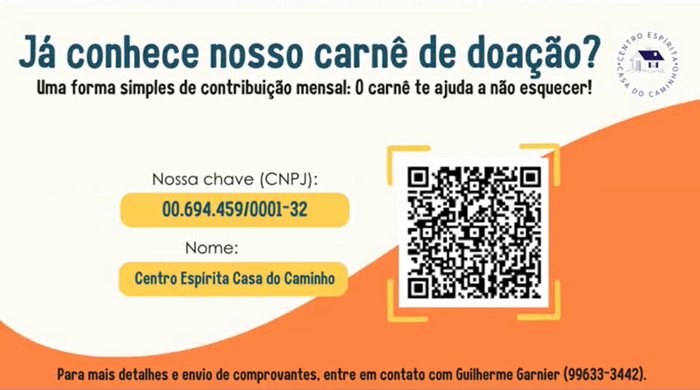 Já conhece nosso carnê de doação?
Uma forma simples de contribuição mensal: O carnê te ajuda a não esquecer!
CENTRO ESPÍRITA
CASA DO CAMINHO
Nossa chave (CNPJ):
00.694.459/0001-32
Nome:
Centro Espírita Casa do Caminho
Para mais detalhes e envio de comprovantes, entre em contato com Guilherme Garnier (99633-3442).